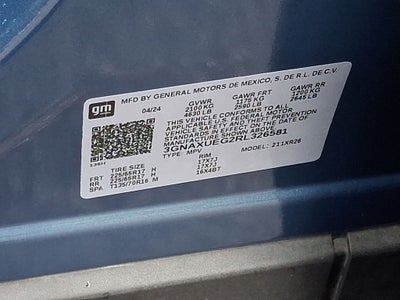 gm
MFD BY GENERAL MOTORS DE MEXICO, S. DE R.L. DE C.V.
04/24 GVWR GAWR FRT GAWR RR
2100 KG 1175 KG 1200 KG
4630 LB 2590 LB 2645 LB
THIS VEHICLE CONFORMS TO ALL
APPLICABLE U.S. FEDERAL MOTOR
VEHICLE SAFETY AND THEFT PREVENTION
STANDARDS IN EFFECT ON THE DATE OF
MANUFACTURE SHOWN ABOVE.
3GNAXUEG2RL326581
TYPE: MPV MODEL: 211XR26
TIRE SIZE RIM
FRT 225/65R17 H 17X7J
RR 225/65R17 H 17X7J
SPA T135/70R16 M 16X4BT